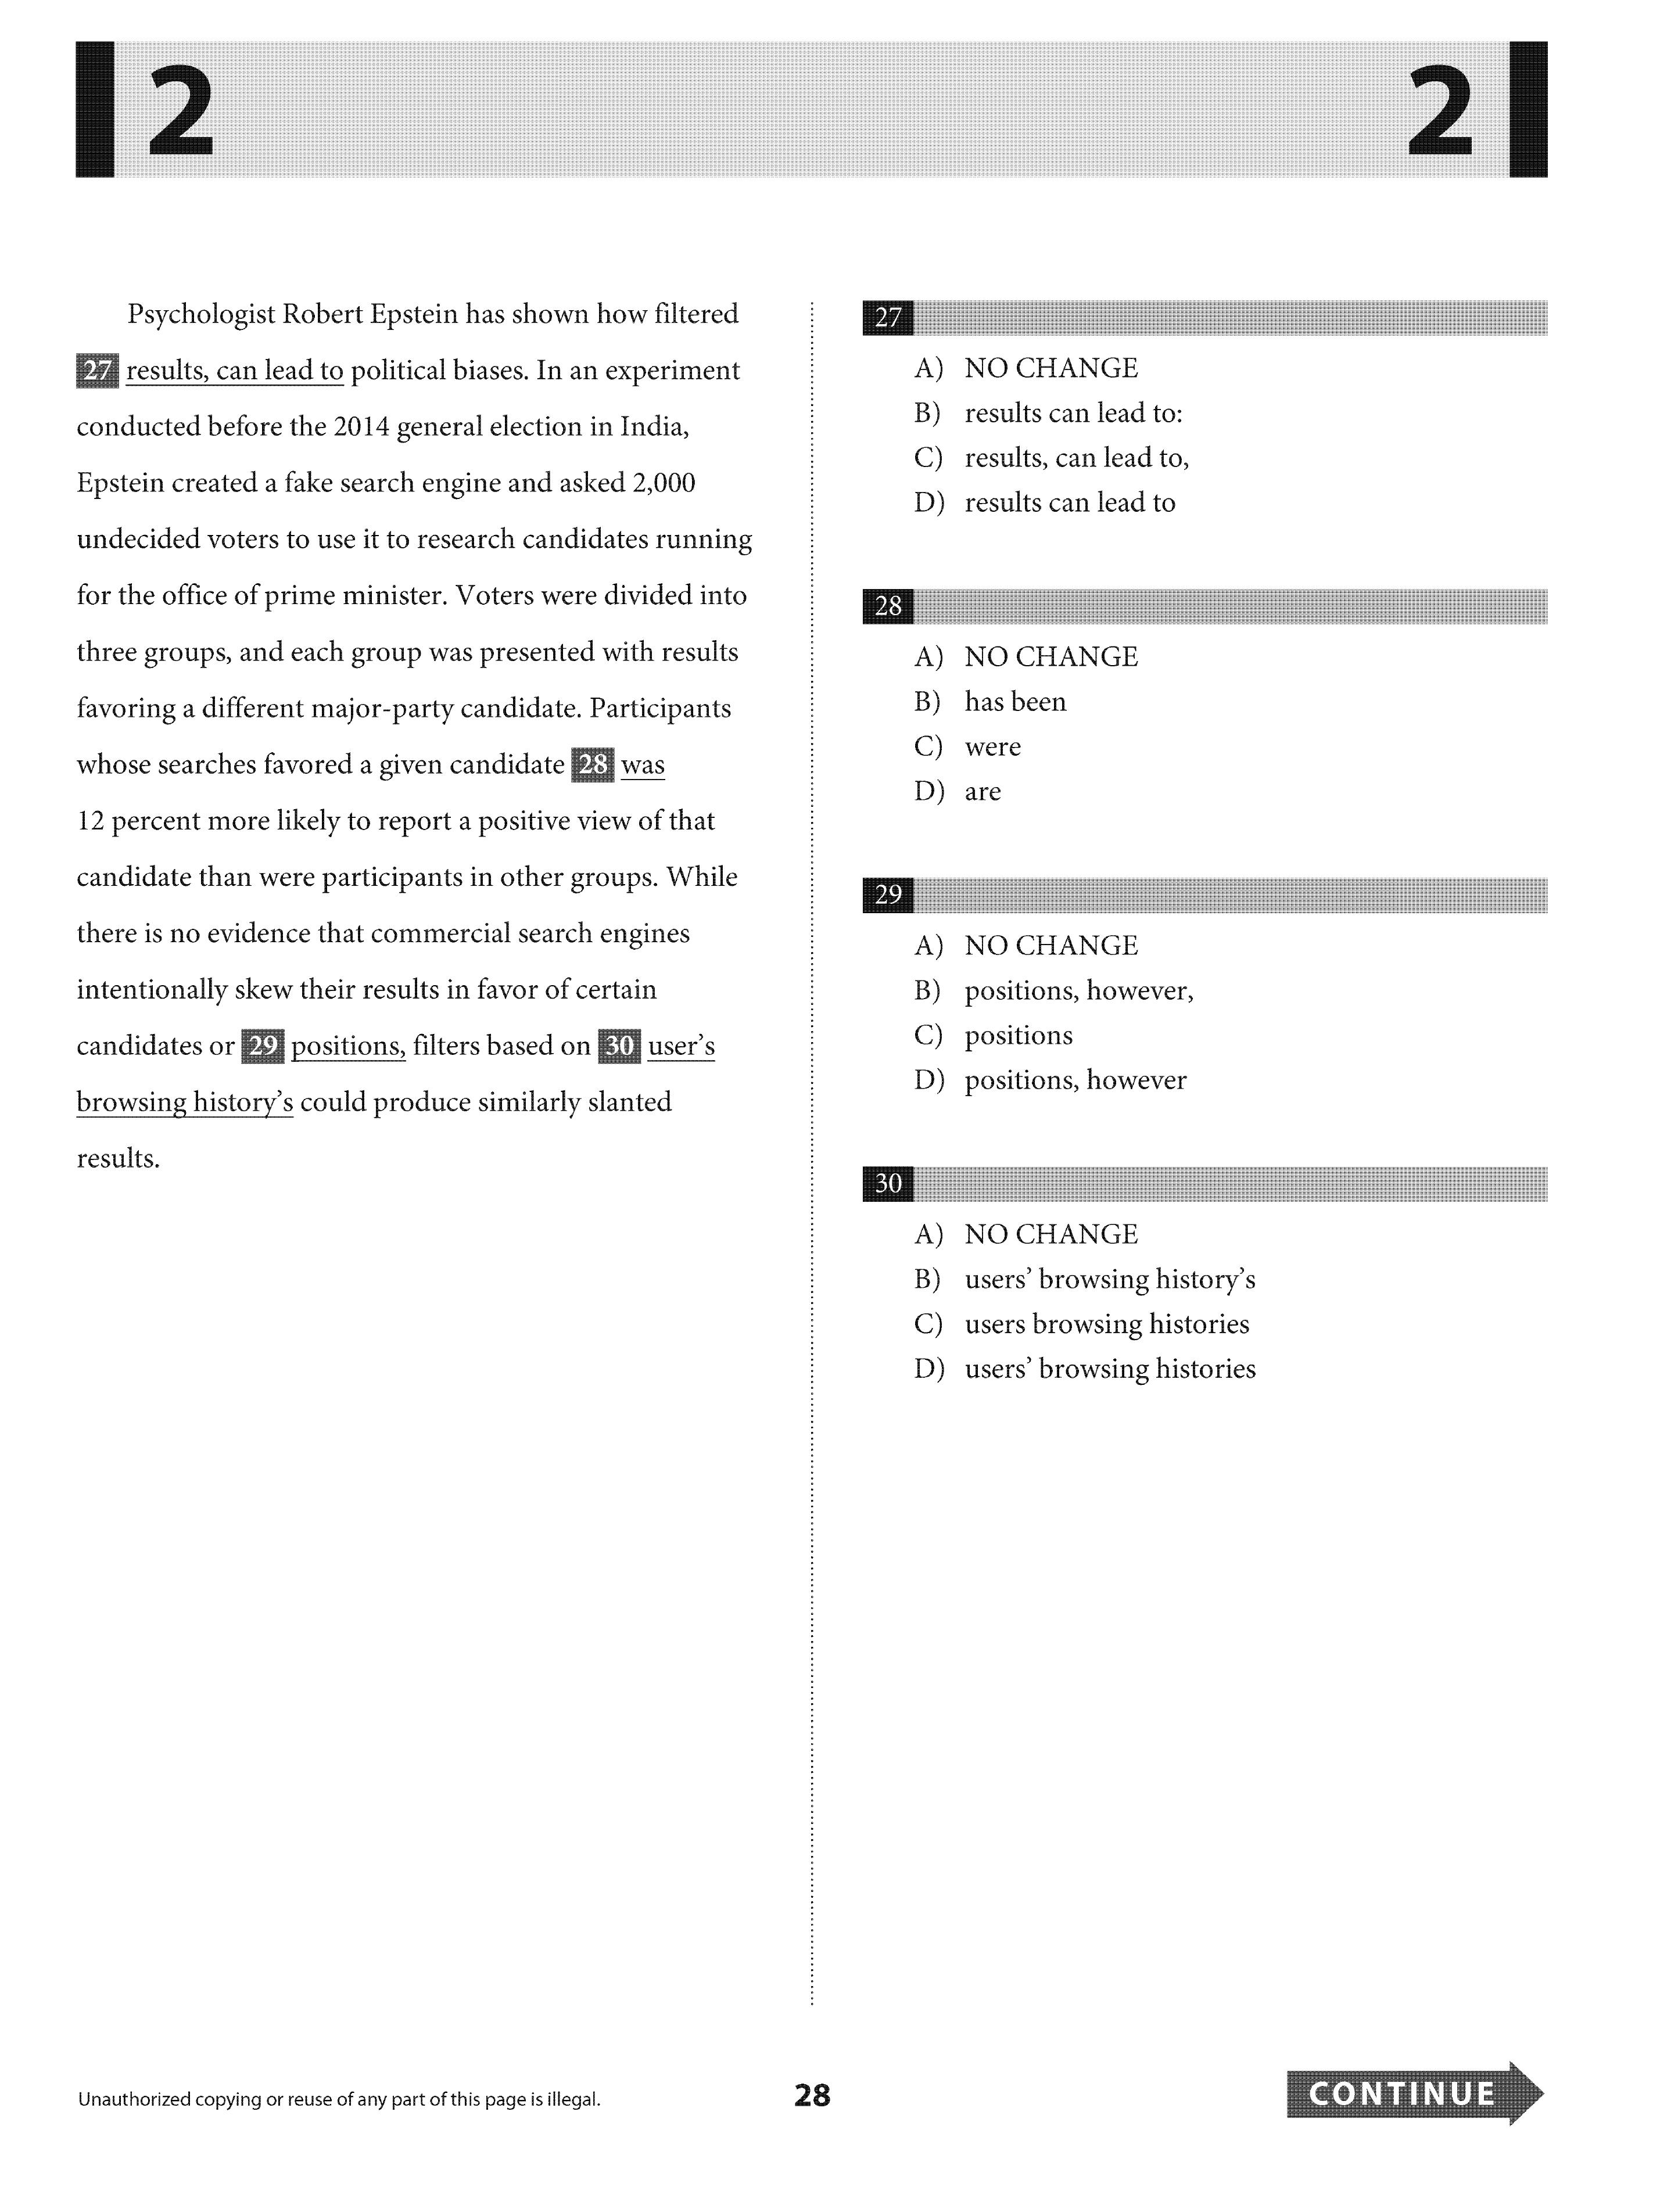 2
2
Psychologist Robert Epstein has shown how filtered
27 results, can lead to political biases. In an experiment
conducted before the 2014 general election in India,
Epstein created a fake search engine and asked 2,000
undecided voters to use it to research candidates running
for the office of prime minister. Voters were divided into
three groups, and each group was presented with results
favoring a different major-party candidate. Participants
whose searches favored a given candidate 28 was
12 percent more likely to report a positive view of that
candidate than were participants in other groups. While
there is no evidence that commercial search engines
intentionally skew their results in favor of certain
candidates or 29 positions, filters based on 30 user’s
browsing history’s could produce similarly slanted
results.
27
A) NO CHANGE
B) results can lead to:
C) results, can lead to,
D) results can lead to
28
A) NO CHANGE
B) has been
C) were
D) are
29
A) NO CHANGE
B) positions, however,
C) positions
D) positions, however
30
A) NO CHANGE
B) users’ browsing history’s
C) users browsing histories
D) users’ browsing histories
Unauthorized copying or reuse of any part of this page is illegal.
28
CONTINUE